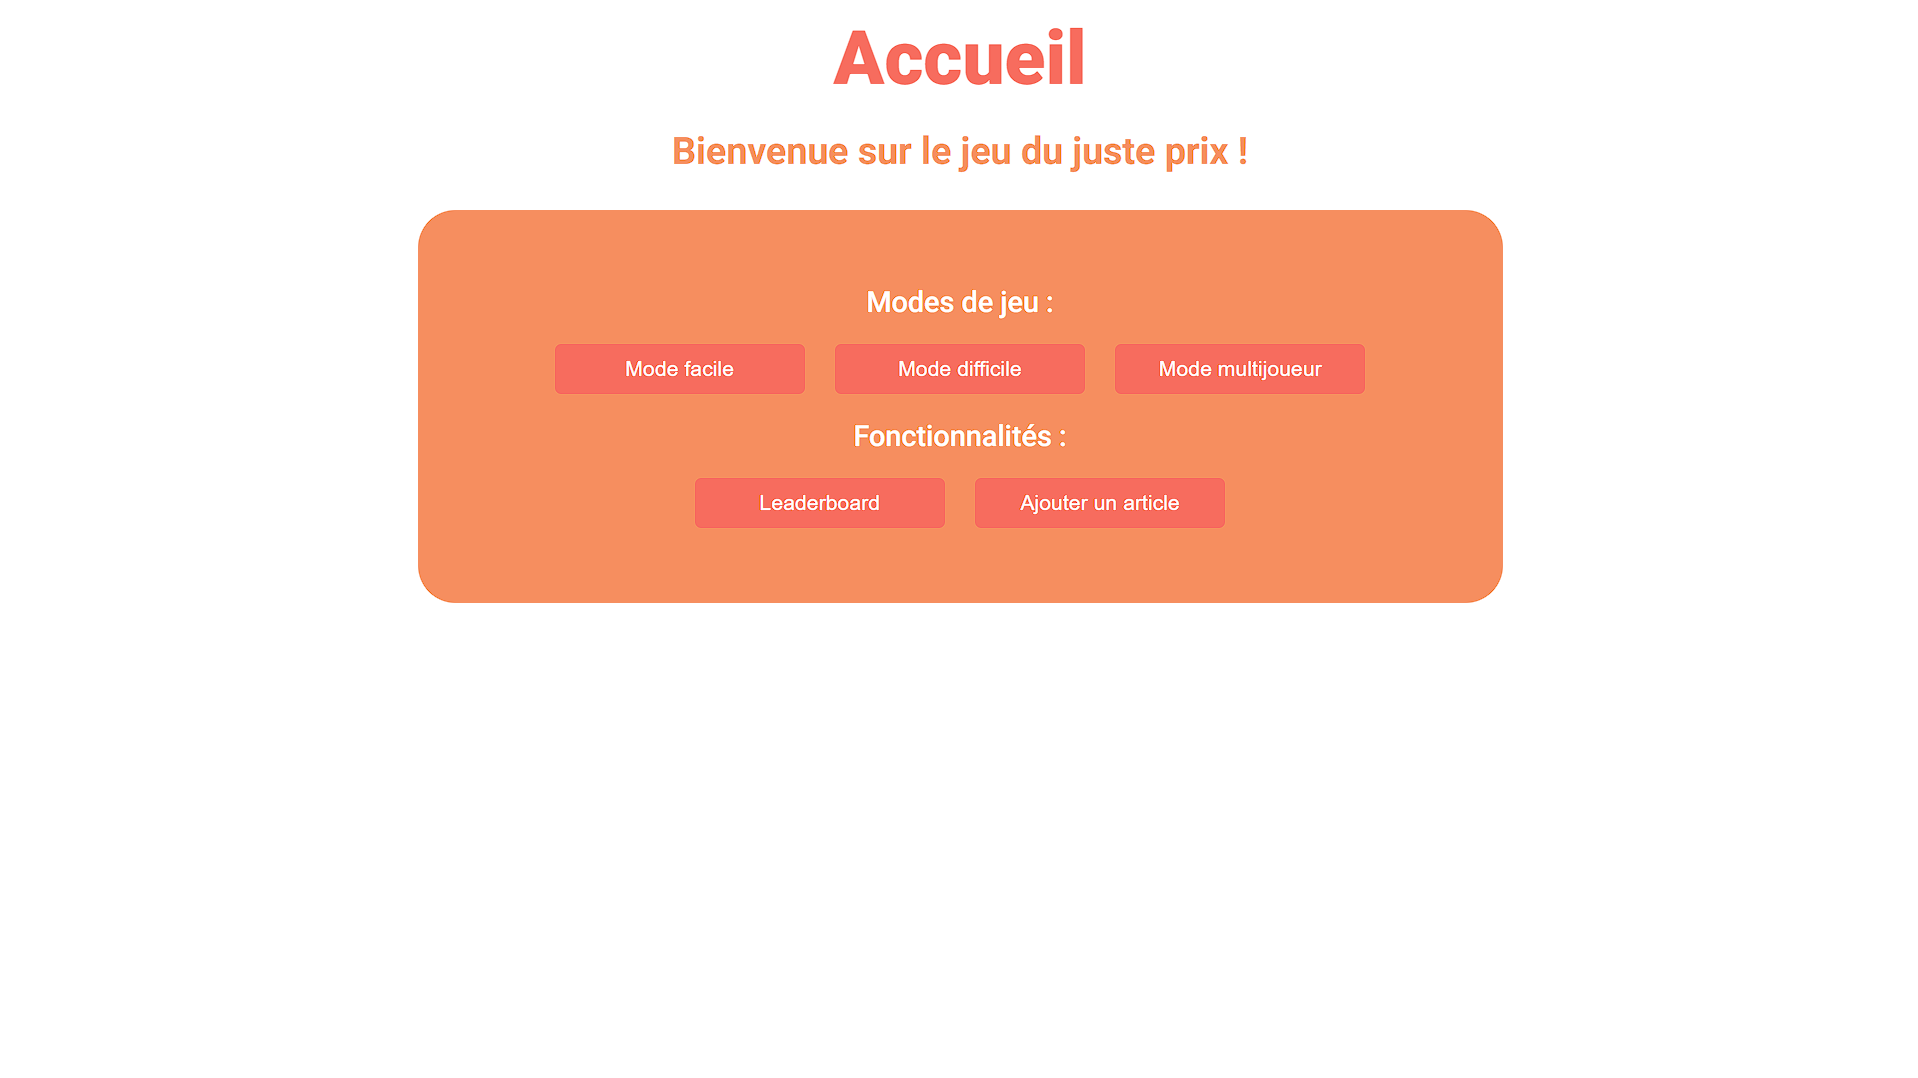 Accueil
Bienvenue sur le jeu du juste prix !
Modes de jeu :
Mode facile
Mode difficile
Mode multijoueur
Fonctionnalités :
Leaderboard
Ajouter un article